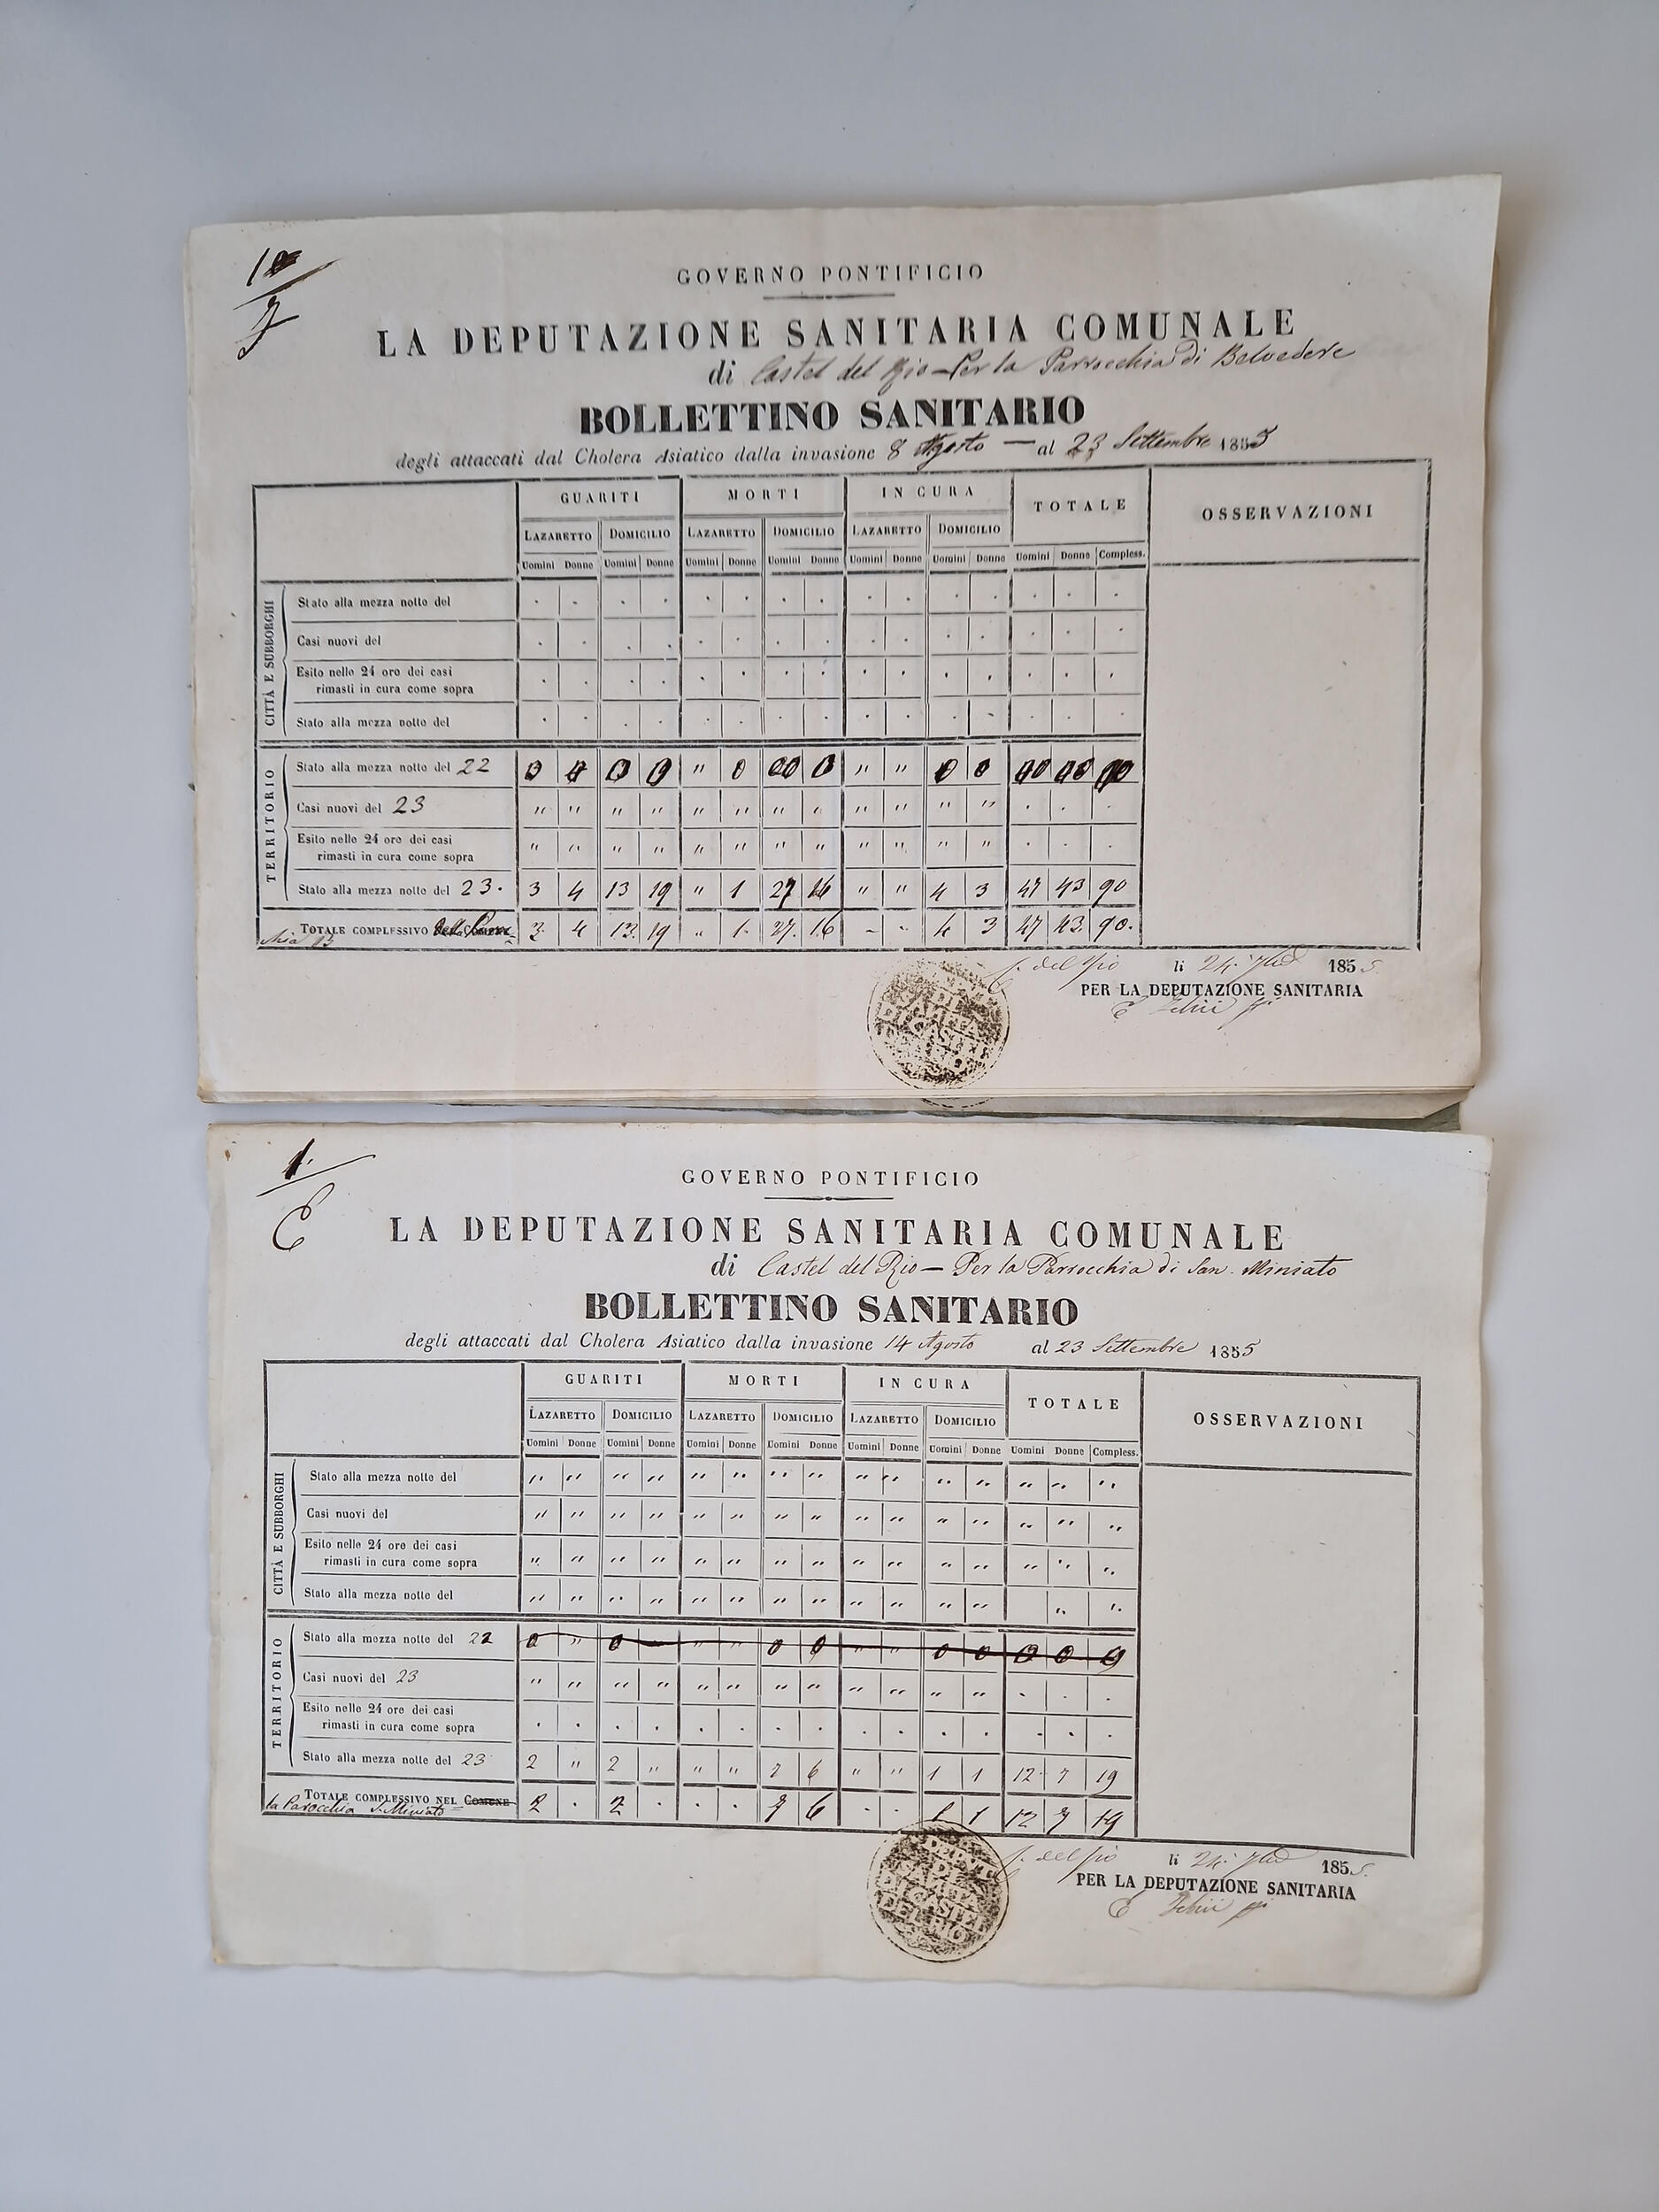 GOVERNO PONTIFICIO
LA DEPUTAZIONE SANITARIA COMUNALE
di Castel del Rio - Per la Parrocchia di Belvedere
BOLLETTINO SANITARIO
degli attaccati dal Cholera Asiatico dalla invasione 8 Agosto — al 23 Settembre 1855
GUARITI MORTI IN CURA TOTALE OSSERVAZIONI
LAZARETTO DOMICILIO LAZARETTO DOMICILIO LAZARETTO DOMICILIO
Uomini Donne Uomini Donne Uomini Donne Uomini Donne Uomini Donne Uomini Donne Uomini Donne Compless.
CITTÀ E SUBBORGHI
Stato alla mezza notte del
Casi nuovi del
Esito nelle 24 ore dei casi
rimasti in cura come sopra
Stato alla mezza notte del
TERRITORIO
Stato alla mezza notte del 22
Casi nuovi del 23 " " " " " " " " " " " "
Esito nelle 24 ore dei casi
rimasti in cura come sopra " " " " " " " " " " " "
Stato alla mezza notte del 23. 3 4 13 19 " 1 27 16 " " 4 3 47 43 90
TOTALE COMPLESSIVO 3 4 13 19 " 1 27 16 - " 4 3 47 43 90.
C. del Rio li 24 7bre 1855
PER LA DEPUTAZIONE SANITARIA
1
E
GOVERNO PONTIFICIO
LA DEPUTAZIONE SANITARIA COMUNALE
di Castel del Rio — Per la Parrocchia di San Miniato
BOLLETTINO SANITARIO
degli attaccati dal Cholera Asiatico dalla invasione 14 Agosto al 23 Settembre 1855
GUARITI MORTI IN CURA TOTALE OSSERVAZIONI
LAZARETTO DOMICILIO LAZARETTO DOMICILIO LAZARETTO DOMICILIO
Uomini Donne Uomini Donne Uomini Donne Uomini Donne Uomini Donne Uomini Donne Uomini Donne Compless.
CITTÀ E SUBBORGHI
Stato alla mezza notte del " " " " " " " " " " " " " " "
Casi nuovi del " " " " " " " " " " " " " " "
Esito nelle 24 ore dei casi
rimasti in cura come sopra " " " " " " " " " " " " " " "
Stato alla mezza notte del " " " " " " " " " " " " " "
TERRITORIO
Stato alla mezza notte del 22
Casi nuovi del 23 " " " " " " " " " " " "
Esito nelle 24 ore dei casi
rimasti in cura come sopra
Stato alla mezza notte del 23 2 " 2 " " " 7 6 " " 1 1 12 7 19
TOTALE COMPLESSIVO NEL COMUNE 2 . 2 . . . 7 6 . . 1 1 12 7 19
la Parocchia S. Miniato
C. del Rio li 24 7bre 1855
PER LA DEPUTAZIONE SANITARIA